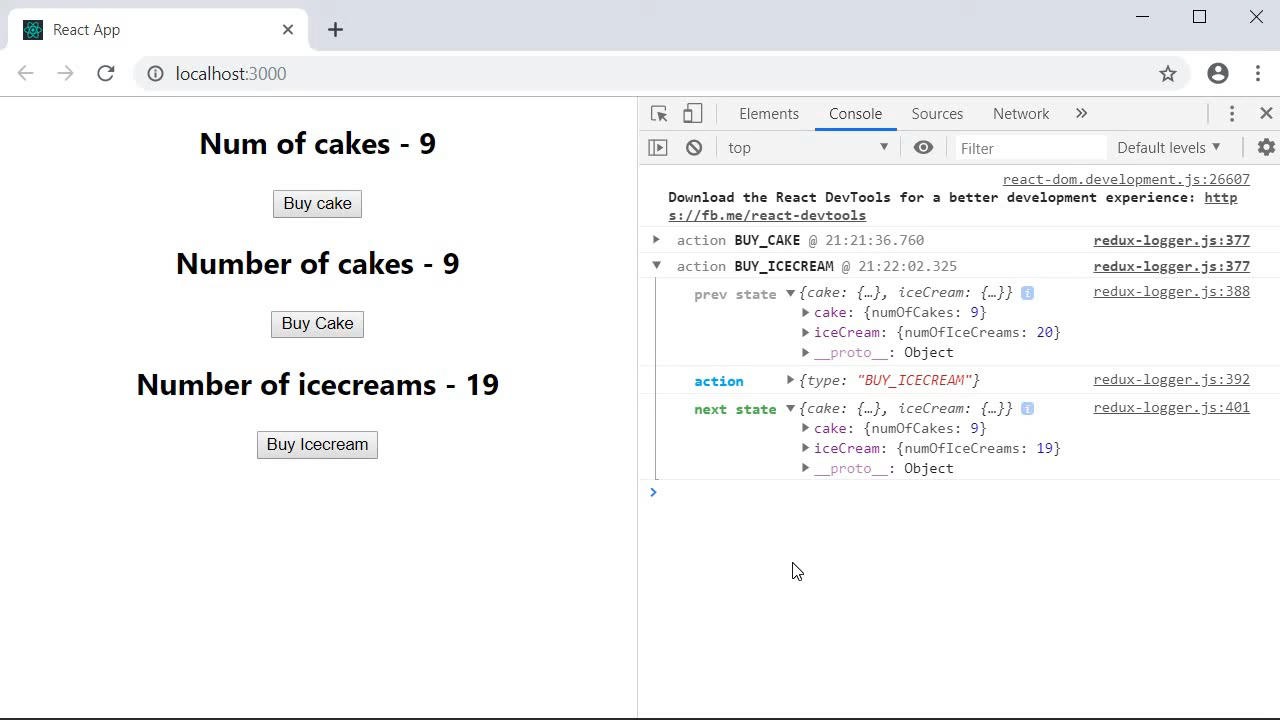 React App
localhost:3000
Num of cakes - 9
Buy cake
Number of cakes - 9
Buy Cake
Number of icecreams - 19
Buy Icecream
Elements Console Sources Network
top Filter Default levels
react-dom.development.js:26607
Download the React DevTools for a better development experience: http
s://fb.me/react-devtools
action BUY_CAKE @ 21:21:36.760 redux-logger.js:377
action BUY_ICECREAM @ 21:22:02.325 redux-logger.js:377
prev state {cake: {…}, iceCream: {…}} i redux-logger.js:388
cake: {numOfCakes: 9}
iceCream: {numOfIceCreams: 20}
__proto__: Object
action {type: "BUY_ICECREAM"} redux-logger.js:392
next state {cake: {…}, iceCream: {…}} i redux-logger.js:401
cake: {numOfCakes: 9}
iceCream: {numOfIceCreams: 19}
__proto__: Object